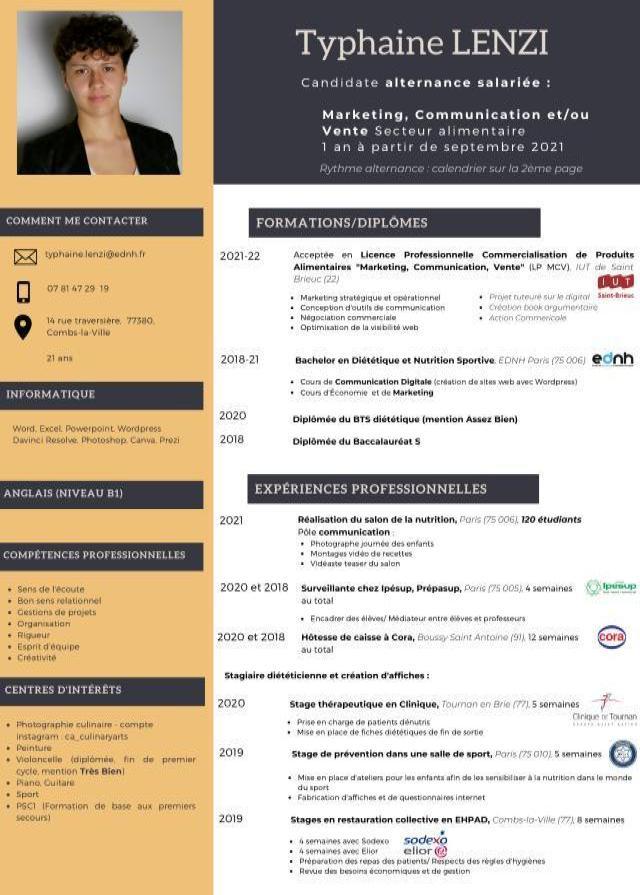 Typhaine LENZI
Candidate alternance salariée :
Marketing, Communication et/ou
Vente Secteur alimentaire
1 an à partir de septembre 2021
Rythme alternance : calendrier sur la 2ème page
COMMENT ME CONTACTER
typhaine.lenzi@ednh.fr
07 81 47 29 19
14 rue traversière, 77380,
Combs-la-Ville
21 ans
INFORMATIQUE
Word, Excel, Powerpoint, Wordpress
Davinci Resolve, Photoshop, Canva, Prezi
ANGLAIS (NIVEAU B1)
COMPÉTENCES PROFESSIONNELLES
Sens de l'écoute
Bon sens relationnel
Gestions de projets
Organisation
Rigueur
Esprit d'équipe
Créativité
CENTRES D'INTÉRÊTS
Photographie culinaire - compte
instagram : ca_culinaryarts
Peinture
Violoncelle (diplômée, fin de premier
cycle, mention Très Bien)
Piano, Guitare
Sport
PSC1 (Formation de base aux premiers
secours)
FORMATIONS/DIPLÔMES
2021-22
Acceptée en Licence Professionnelle Commercialisation de Produits
Alimentaires "Marketing, Communication, Vente" (LP MCV), IUT de Saint
Brieuc (22)
Marketing stratégique et opérationnel
Conception d'outils de communication
Négociation commerciale
Optimisation de la visibilité web
Projet tuteuré sur le digital
Création book argumentaire
Action Commericale
IUT
Saint-Brieuc
2018-21
Bachelor en Diététique et Nutrition Sportive, EDNH Paris (75 006)
ednh
Cours de Communication Digitale (création de sites web avec Wordpress)
Cours d'Économie et de Marketing
2020
Diplômée du BTS diététique (mention Assez Bien)
2018
Diplômée du Baccalauréat S
EXPÉRIENCES PROFESSIONNELLES
2021
Réalisation du salon de la nutrition, Paris (75 006), 120 étudiants
Pôle communication :
Photographe journée des enfants
Montages vidéo de recettes
Vidéaste teaser du salon
2020 et 2018
Surveillante chez Ipésup, Prépasup, Paris (75 005), 4 semaines
au total
Ipésup
Encadrer des élèves/ Médiateur entre élèves et professeurs
2020 et 2018
Hôtesse de caisse à Cora, Boussy Saint Antoine (91), 12 semaines
au total
cora
Stagiaire diététicienne et création d'affiches :
2020
Stage thérapeutique en Clinique, Tournan en Brie (77), 5 semaines
Clinique de Tournan
Prise en charge de patients dénutris
Mise en place de fiches diététiques de fin de sortie
2019
Stage de prévention dans une salle de sport, Paris (75 010), 5 semaines
Mise en place d'ateliers pour les enfants afin de les sensibiliser à la nutrition dans le monde
du sport
Fabrication d'affiches et de questionnaires internet
2019
Stages en restauration collective en EHPAD, Combs-la-Ville (77), 8 semaines
4 semaines avec Sodexo
sodexo
4 semaines avec Elior
elior
Préparation des repas des patients/ Respects des règles d'hygiènes
Revue des besoins économiques et de gestion